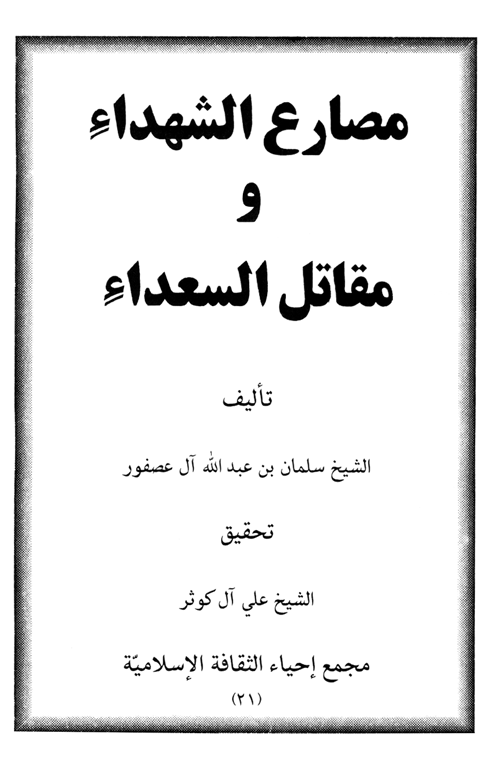 مصارع الشهداءِ
و
مقاتل السعداءِ
تأليف
الشيخ سلمان بن عبد الله آل عصفور
تحقيق
الشيخ علي آل كوثر
مجمع إحياء الثقافة الإسلاميّة
(٢١)